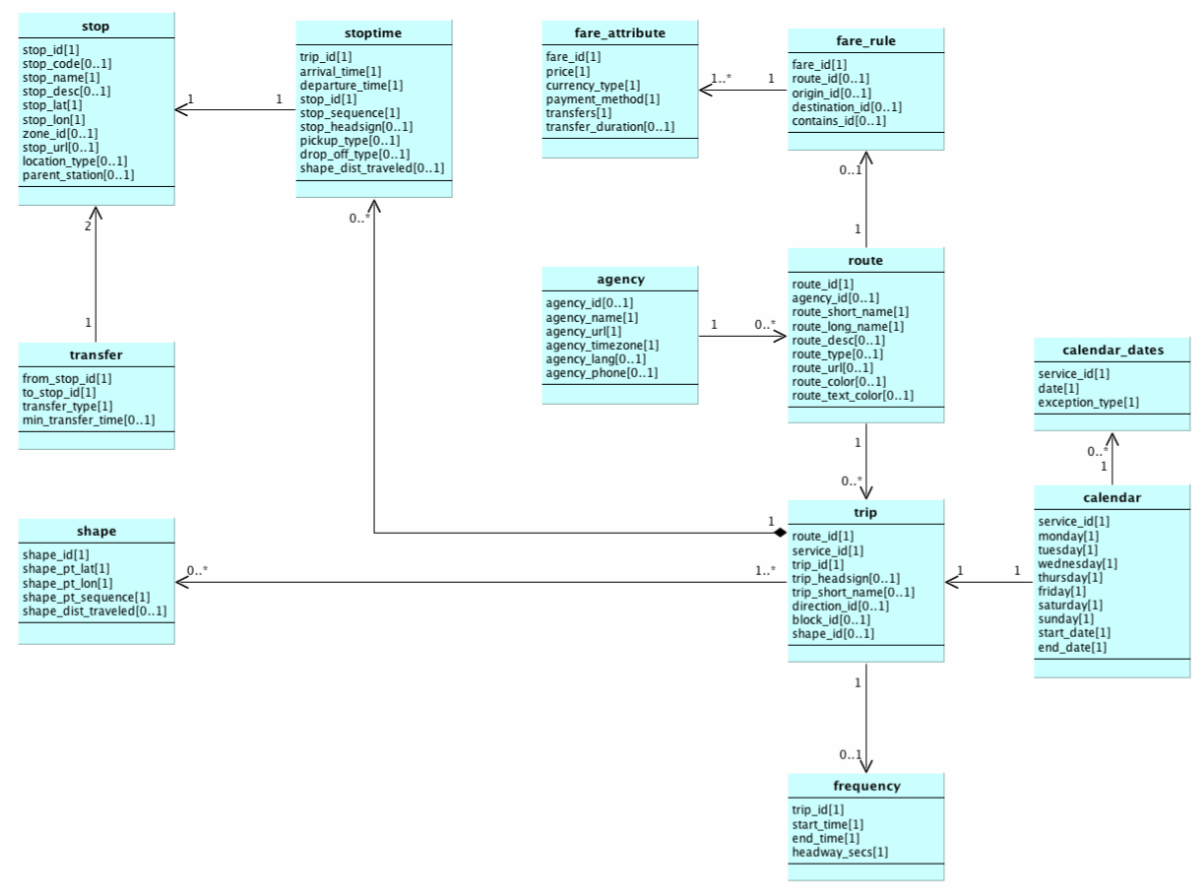 stop
stop_id[1]
stop_code[0..1]
stop_name[1]
stop_desc[0..1]
stop_lat[1]
stop_lon[1]
zone_id[0..1]
stop_url[0..1]
location_type[0..1]
parent_station[0..1]
stoptime
trip_id[1]
arrival_time[1]
departure_time[1]
stop_id[1]
stop_sequence[1]
stop_headsign[0..1]
pickup_type[0..1]
drop_off_type[0..1]
shape_dist_traveled[0..1]
fare_attribute
fare_id[1]
price[1]
currency_type[1]
payment_method[1]
transfers[1]
transfer_duration[0..1]
fare_rule
fare_id[1]
route_id[0..1]
origin_id[0..1]
destination_id[0..1]
contains_id[0..1]
1
1
1..*
1
0..1
1
2
1
0..*
agency
agency_id[0..1]
agency_name[1]
agency_url[1]
agency_timezone[1]
agency_lang[0..1]
agency_phone[0..1]
1
0..*
route
route_id[1]
agency_id[0..1]
route_short_name[1]
route_long_name[1]
route_desc[0..1]
route_type[0..1]
route_url[0..1]
route_color[0..1]
route_text_color[0..1]
transfer
from_stop_id[1]
to_stop_id[1]
transfer_type[1]
min_transfer_time[0..1]
calendar_dates
service_id[1]
date[1]
exception_type[1]
1
0..*
0..*
1
shape
shape_id[1]
shape_pt_lat[1]
shape_pt_lon[1]
shape_pt_sequence[1]
shape_dist_traveled[0..1]
0..*
1
1..*
trip
route_id[1]
service_id[1]
trip_id[1]
trip_headsign[0..1]
trip_short_name[0..1]
direction_id[0..1]
block_id[0..1]
shape_id[0..1]
1
1
calendar
service_id[1]
monday[1]
tuesday[1]
wednesday[1]
thursday[1]
friday[1]
saturday[1]
sunday[1]
start_date[1]
end_date[1]
1
0..1
frequency
trip_id[1]
start_time[1]
end_time[1]
headway_secs[1]